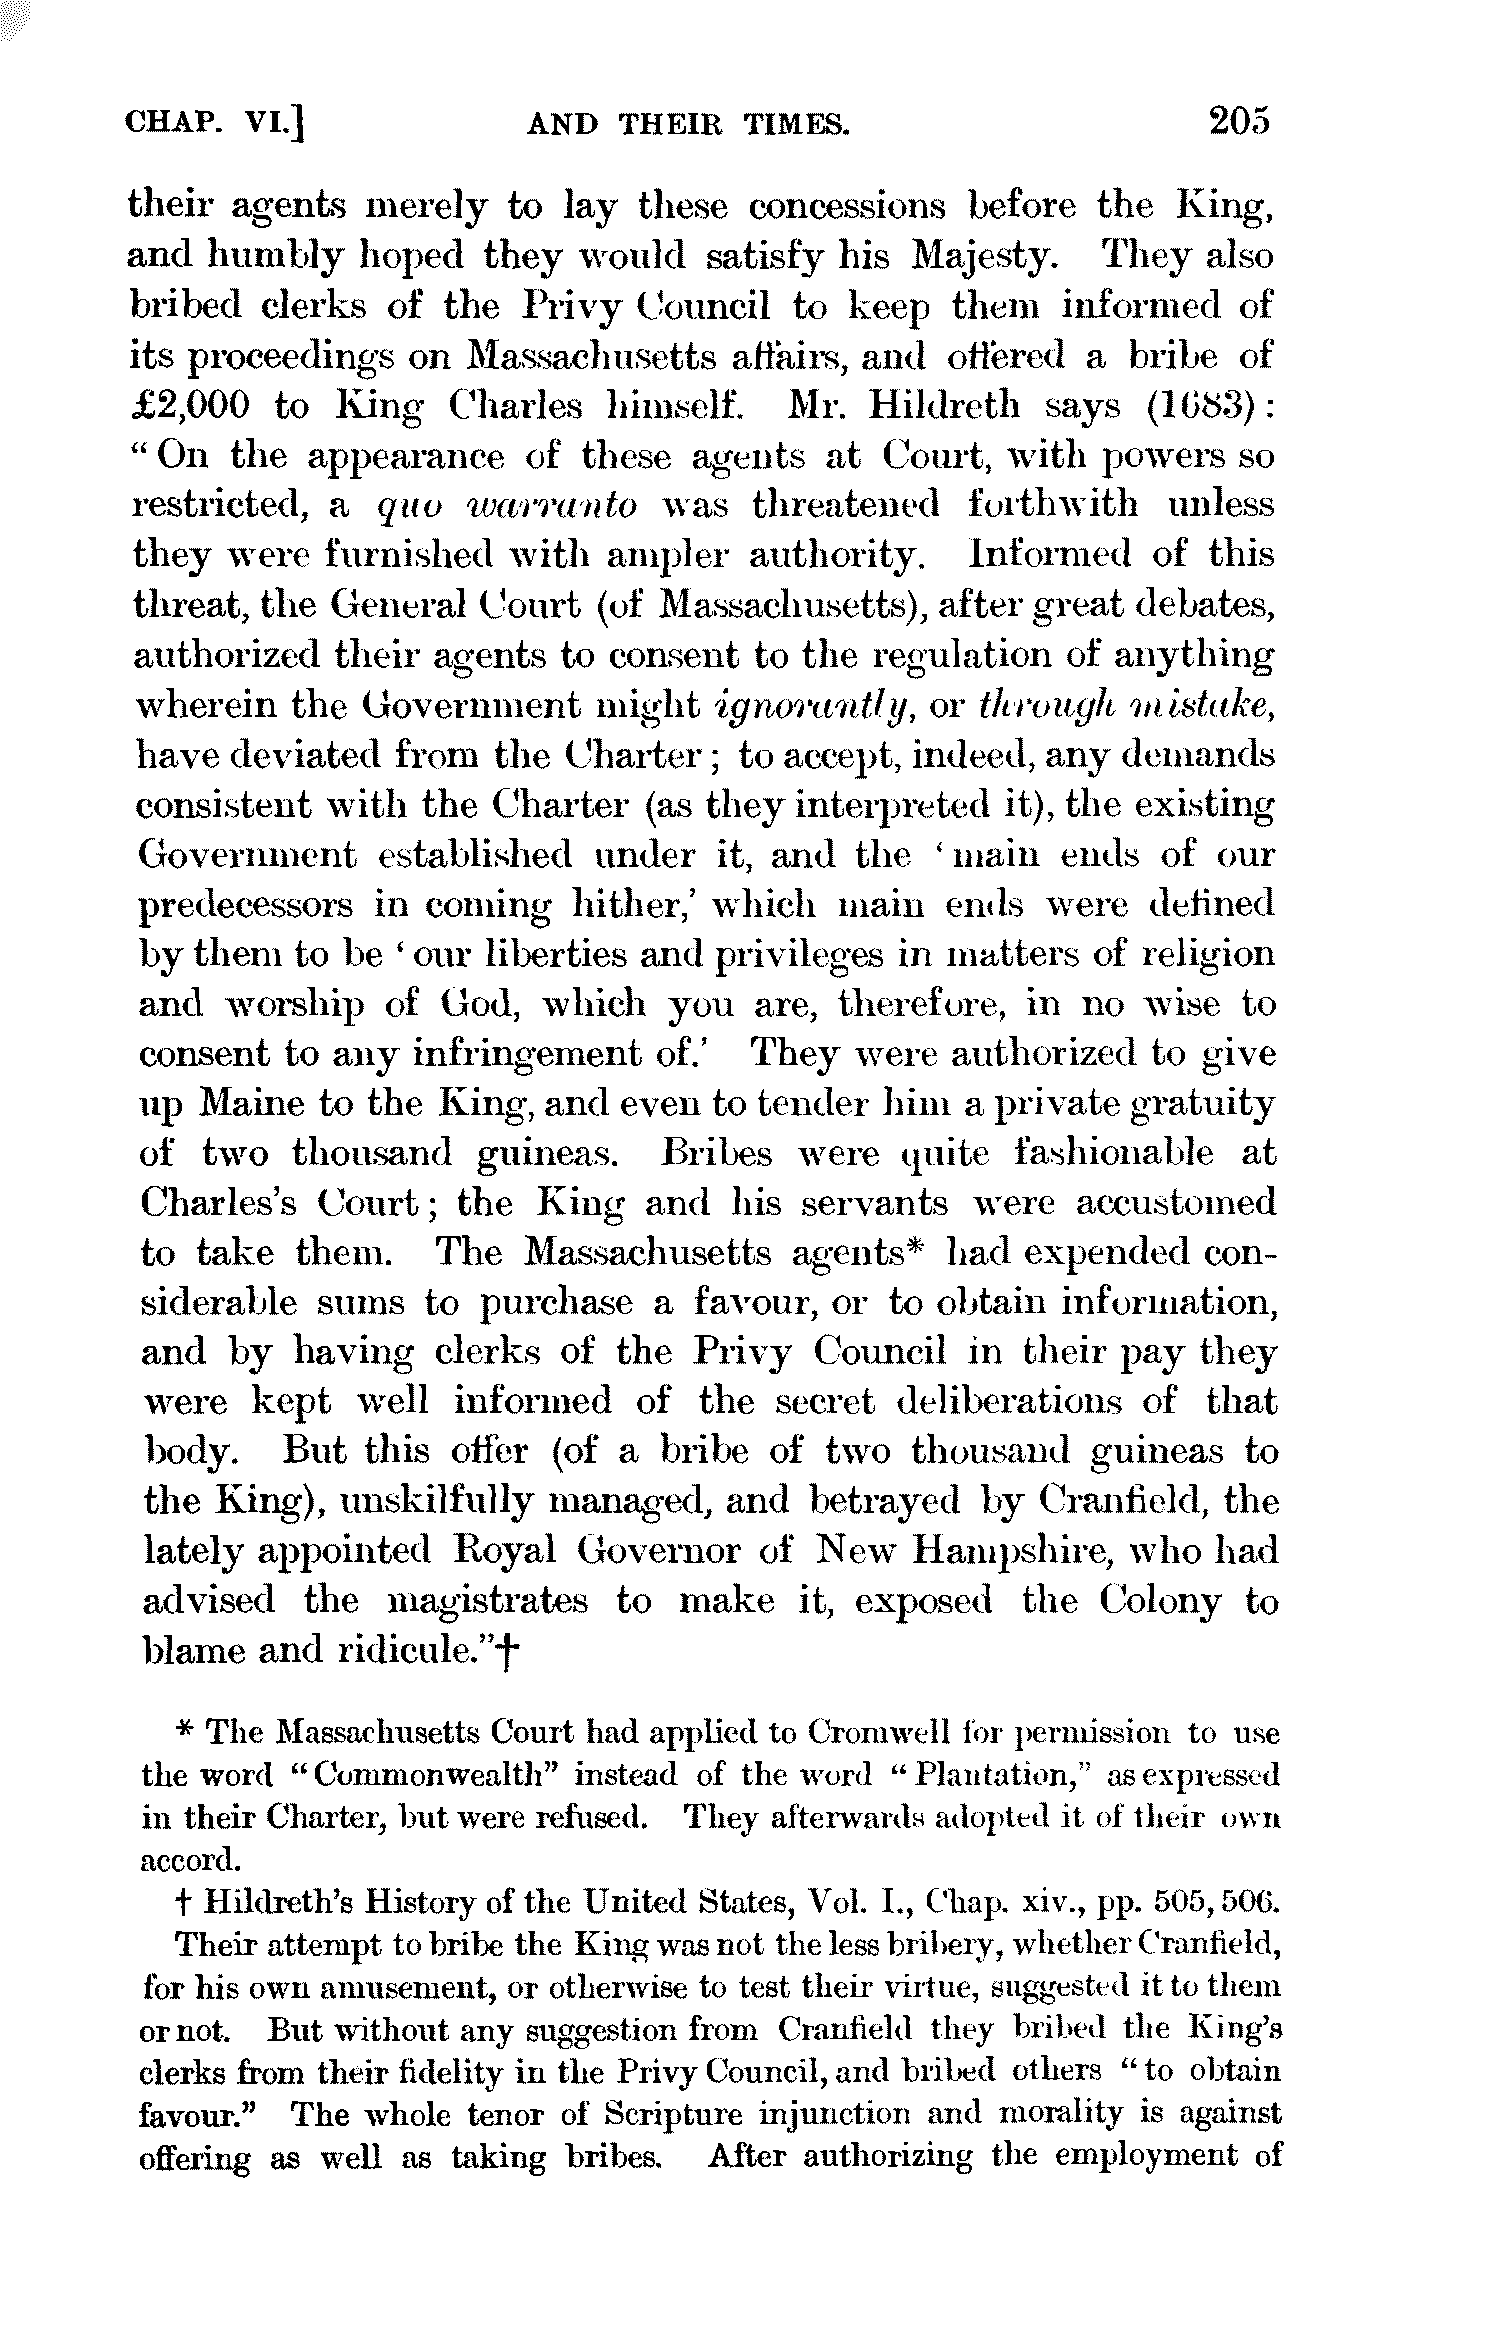 CHAP. VI.] AND THEIR TIMES. 205
their agents merely to lay these concessions before the King,
and humbly hoped they would satisfy his Majesty. They also
bribed clerks of the Privy Council to keep them informed of
its proceedings on Massachusetts affairs, and offered a bribe of
£2,000 to King Charles himself. Mr. Hildreth says (1683):
"On the appearance of these agents at Court, with powers so
restricted, a quo warranto was threatened forthwith unless
they were furnished with ampler authority. Informed of this
threat, the General Court (of Massachusetts), after great debates,
authorized their agents to consent to the regulation of anything
wherein the Government might ignorantly, or through mistake,
have deviated from the Charter; to accept, indeed, any demands
consistent with the Charter (as they interpreted it), the existing
Government established under it, and the 'main ends of our
predecessors in coming hither,' which main ends were defined
by them to be 'our liberties and privileges in matters of religion
and worship of God, which you are, therefore, in no wise to
consent to any infringement of.' They were authorized to give
up Maine to the King, and even to tender him a private gratuity
of two thousand guineas. Bribes were quite fashionable at
Charles's Court; the King and his servants were accustomed
to take them. The Massachusetts agents* had expended con-
siderable sums to purchase a favour, or to obtain information,
and by having clerks of the Privy Council in their pay they
were kept well informed of the secret deliberations of that
body. But this offer (of a bribe of two thousand guineas to
the King), unskilfully managed, and betrayed by Cranfield, the
lately appointed Royal Governor of New Hampshire, who had
advised the magistrates to make it, exposed the Colony to
blame and ridicule."†
* The Massachusetts Court had applied to Cromwell for permission to use
the word "Commonwealth" instead of the word "Plantation," as expressed
in their Charter, but were refused. They afterwards adopted it of their own
accord.
† Hildreth's History of the United States, Vol. I., Chap. xiv., pp. 505, 506.
Their attempt to bribe the King was not the less bribery, whether Cranfield,
for his own amusement, or otherwise to test their virtue, suggested it to them
or not. But without any suggestion from Cranfield they bribed the King's
clerks from their fidelity in the Privy Council, and bribed others "to obtain
favour." The whole tenor of Scripture injunction and morality is against
offering as well as taking bribes. After authorizing the employment of